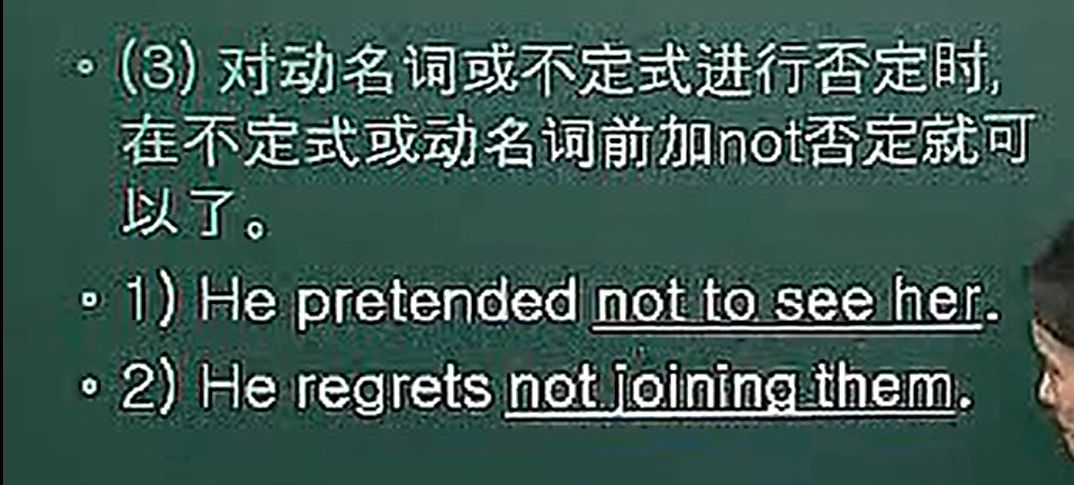 • (3) 对动名词或不定式进行否定时,
在不定式或动名词前加not否定就可
以了。
• 1) He pretended not to see her.
• 2) He regrets not joining them.